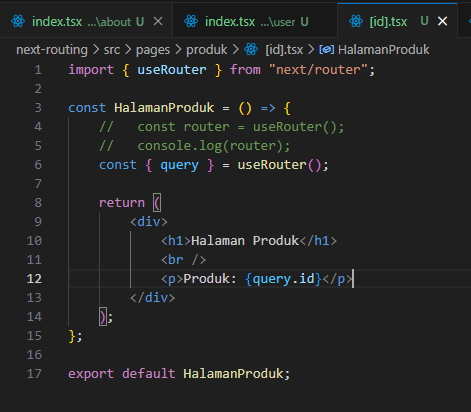 index.tsx ...\about U ×
index.tsx ...\user U
[id].tsx U ×
next-routing > src > pages > produk > [id].tsx > HalamanProduk
1 import { useRouter } from "next/router";
2
3 const HalamanProduk = () => {
4     //   const router = useRouter();
5     //   console.log(router);
6     const { query } = useRouter();
7
8     return (
9         <div>
10             <h1>Halaman Produk</h1>
11             <br />
12             <p>Produk: {query.id}</p>
13         </div>
14     );
15 };
16
17 export default HalamanProduk;